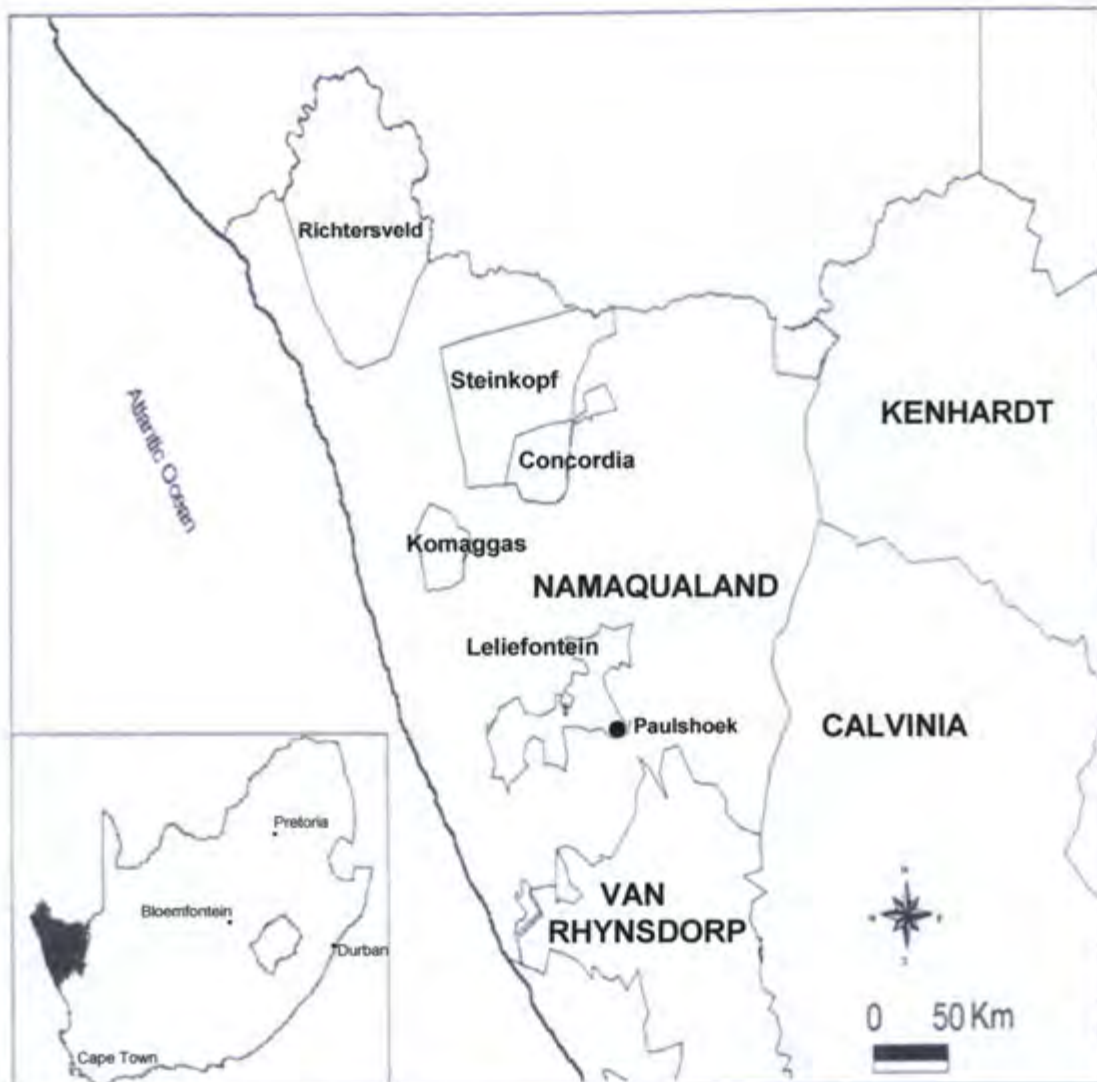 Richtersveld
Steinkopf
KENHARDT
Concordia
Atlantic Ocean
Komaggas
NAMAQUALAND
Leliefontein
Paulshoek
CALVINIA
Pretoria
Bloemfontein
Durban
Cape Town
VAN
RHYNSDORP
N
S
0 50 Km